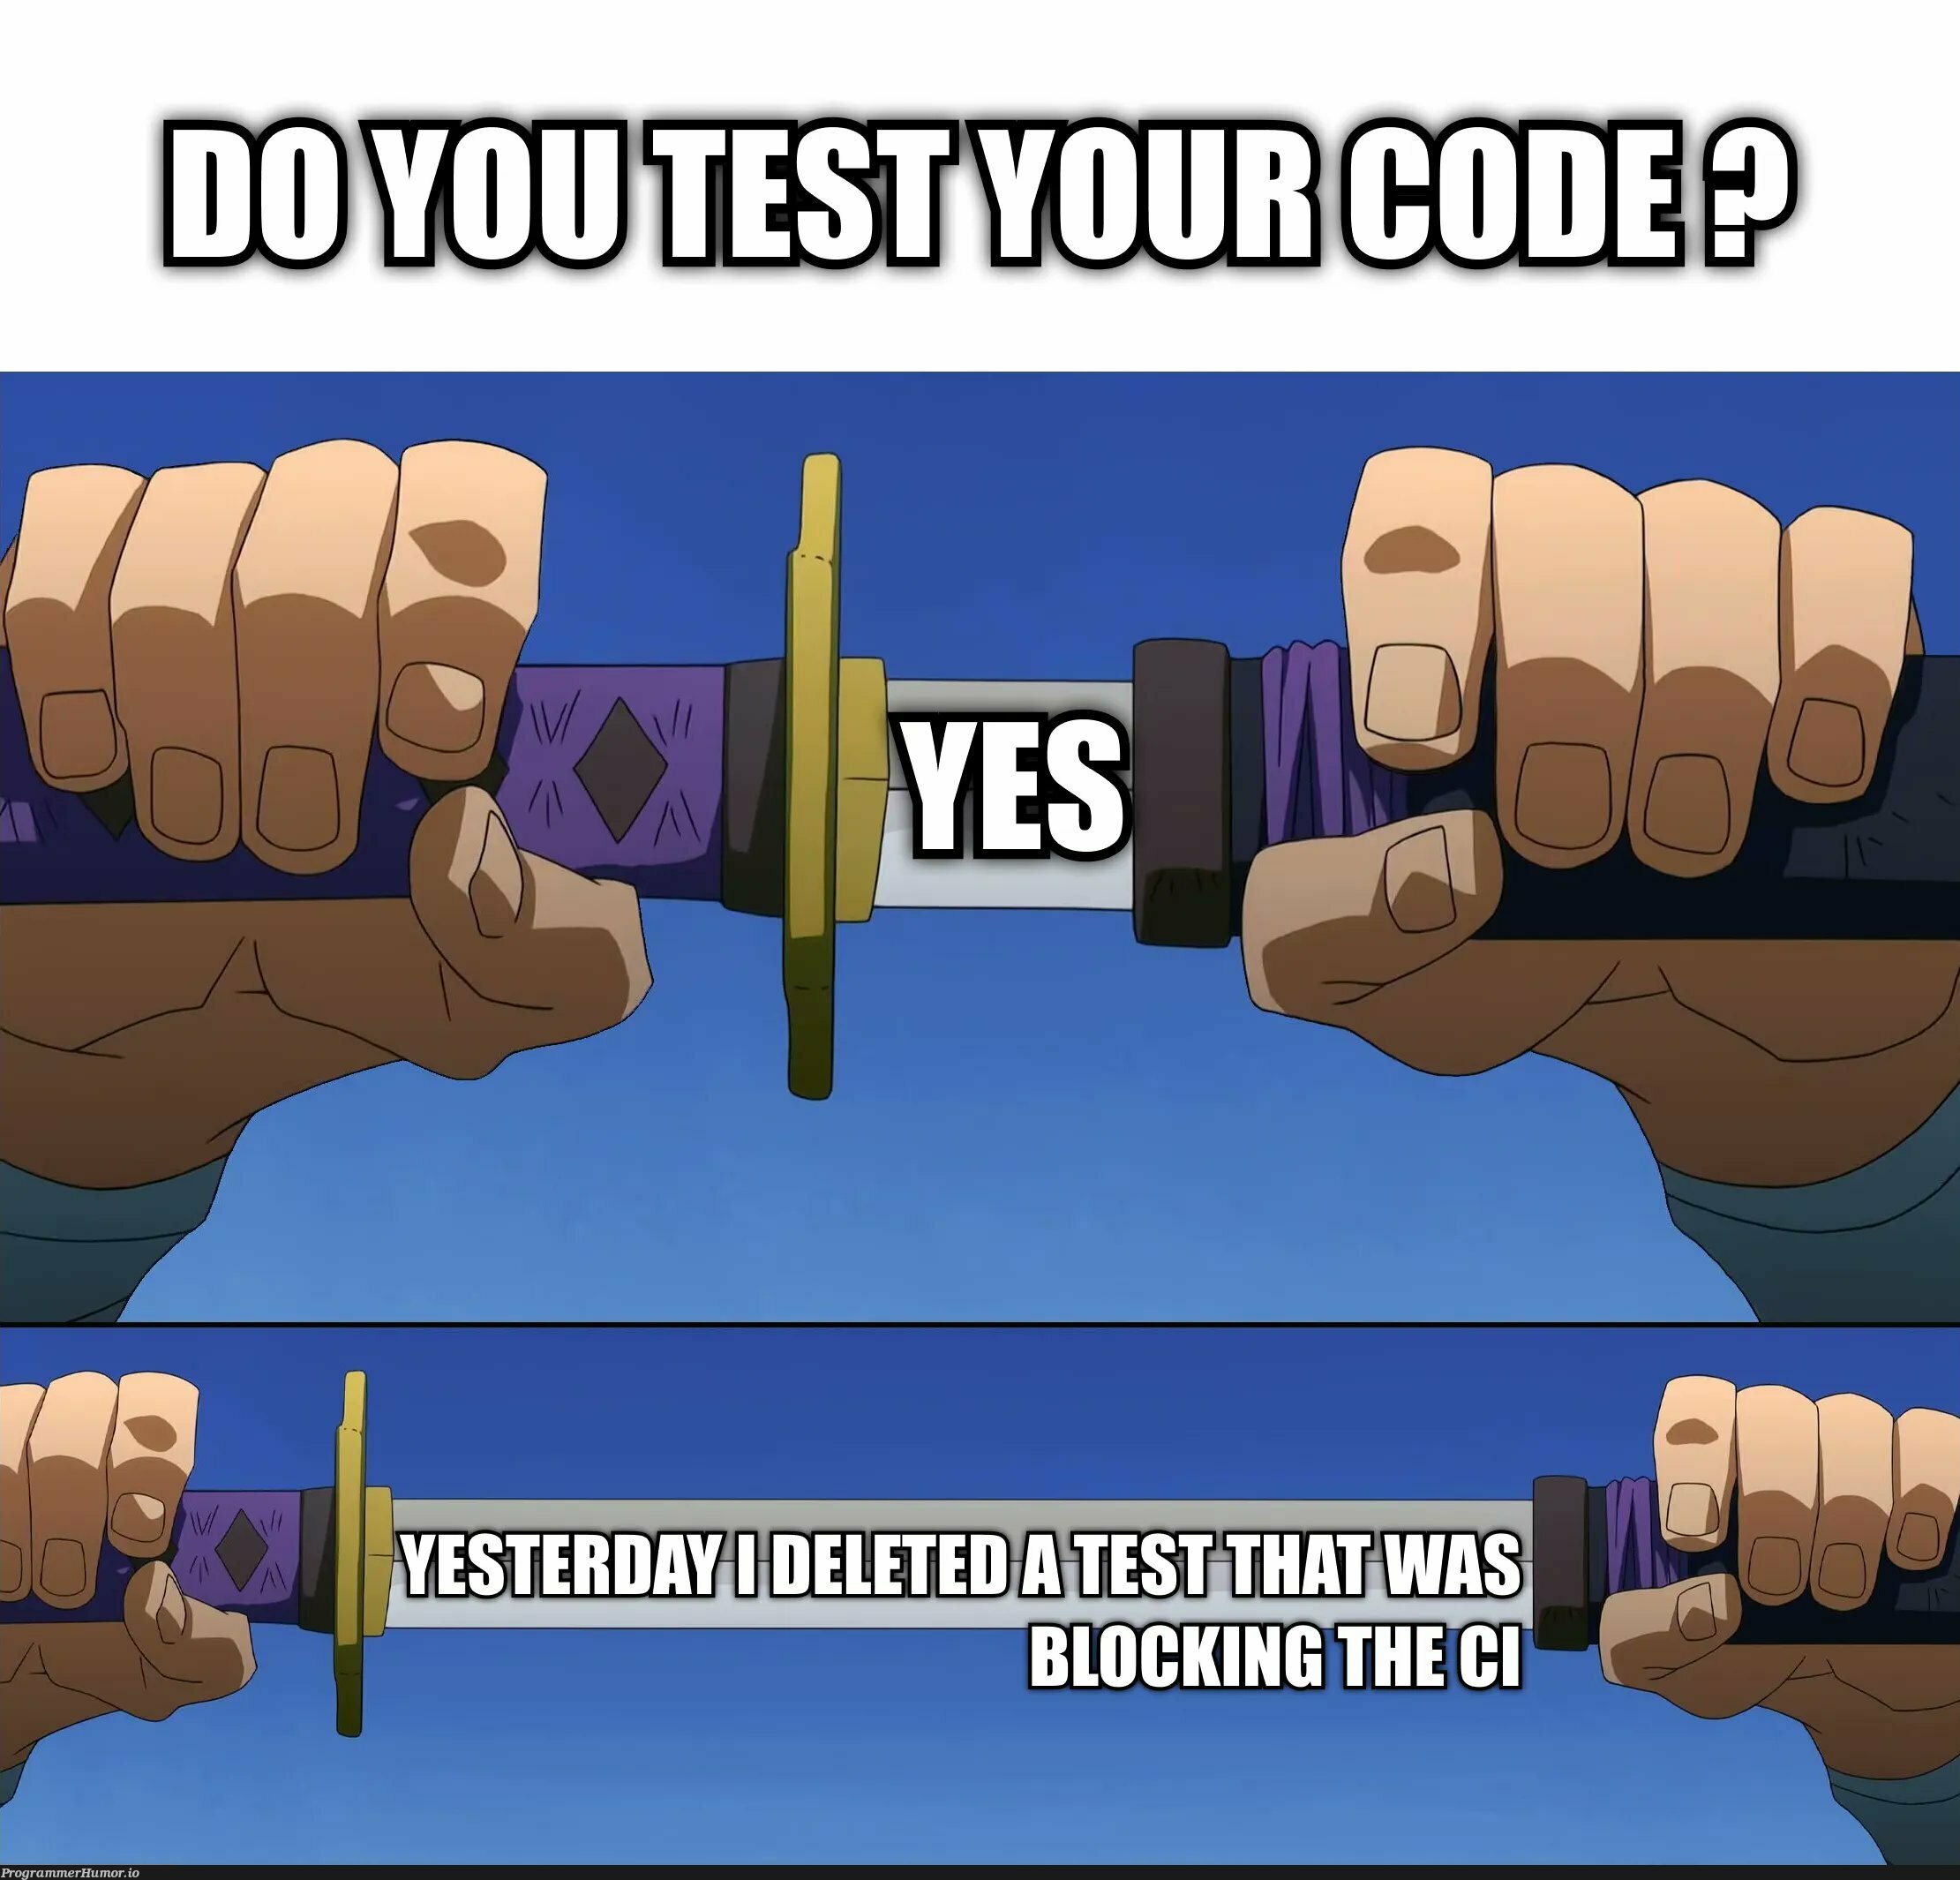 DO YOU TEST YOUR CODE ?
YES
YESTERDAY I DELETED A TEST THAT WAS
BLOCKING THE CI
ProgrammerHumor.io